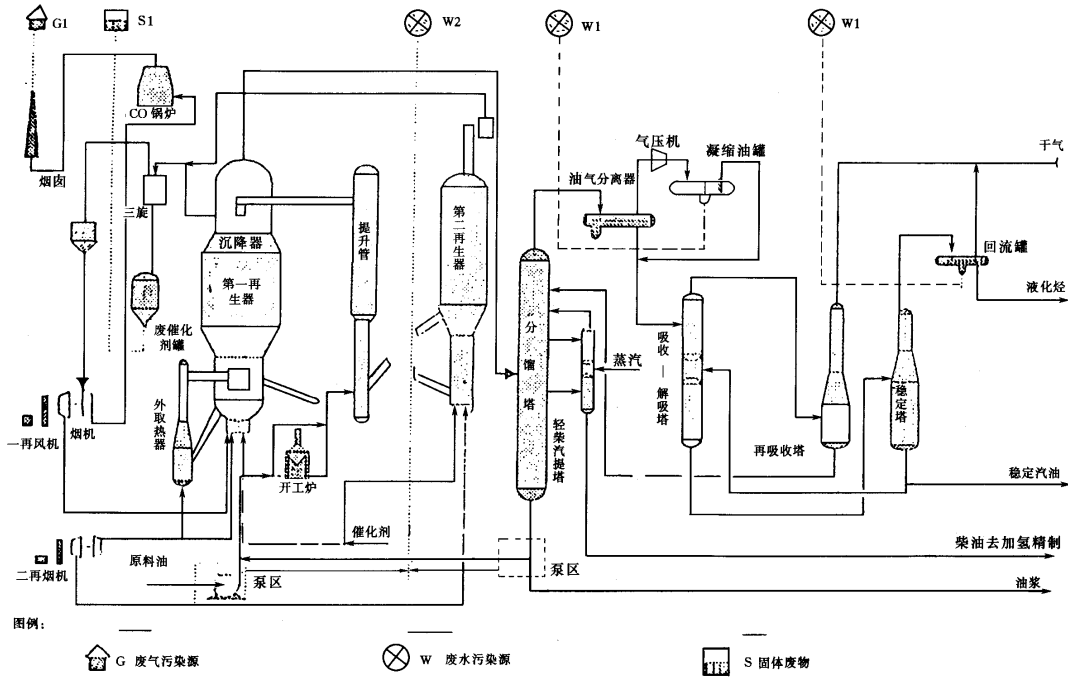 G1
S1
W2
W1
W1
CO 锅炉
烟囱
三旋
沉降器
第一再
生器
提升管
第二再生器
废催化
剂罐
外取热器
一再风机
烟机
开工炉
催化剂
原料油
二再烟机
泵区
气压机
凝缩油罐
油气分离器
分馏塔
蒸汽
轻柴汽提塔
吸收—解吸塔
再吸收塔
稳定塔
回流罐
干气
液化烃
稳定汽油
柴油去加氢精制
泵区
油浆
图例：
G 废气污染源
W 废水污染源
S 固体废物